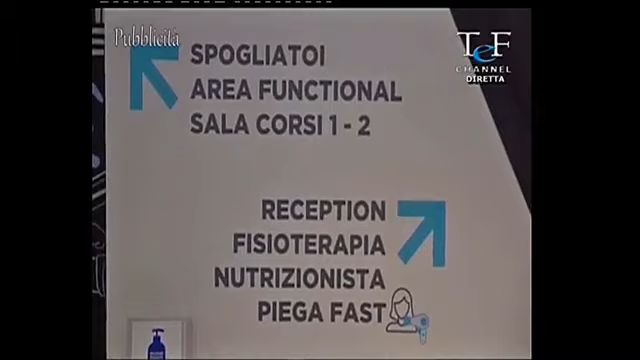 Pubblicità
TeF
CHANNEL
DIRETTA
SPOGLIATOI
AREA FUNCTIONAL
SALA CORSI 1 - 2
RECEPTION
FISIOTERAPIA
NUTRIZIONISTA
PIEGA FAST